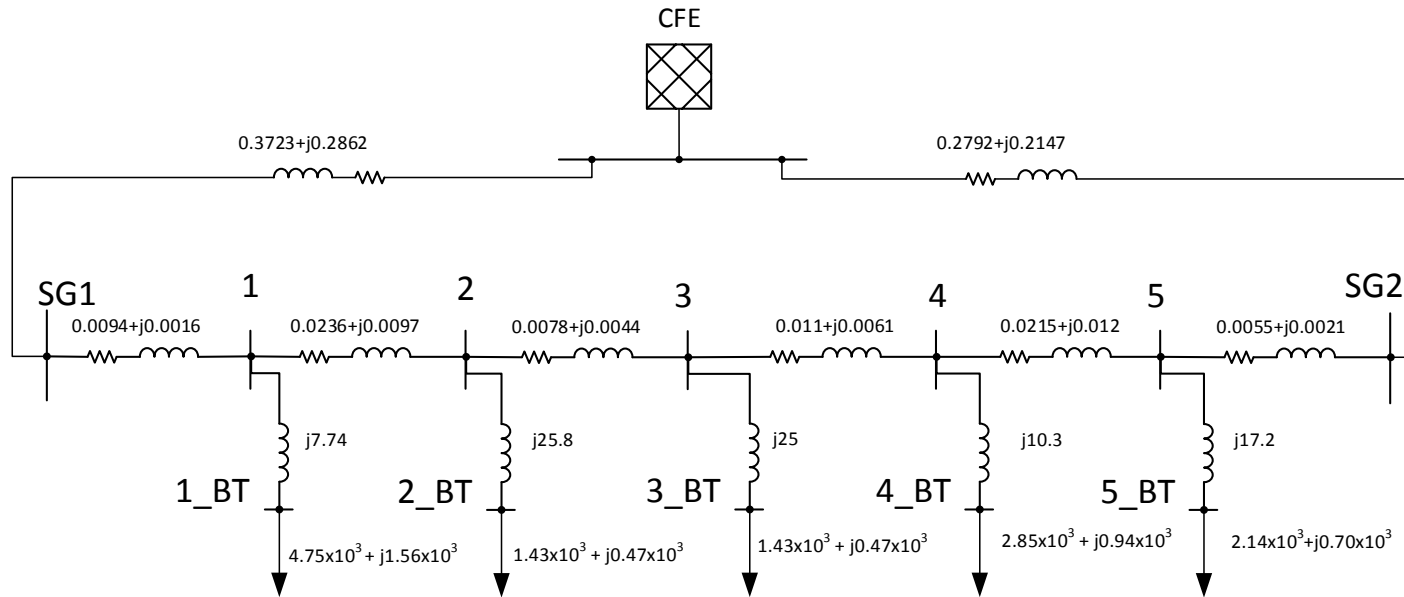 CFE
0.3723+j0.2862
0.2792+j0.2147
SG1
1
2
3
4
5
SG2
0.0094+j0.0016
0.0236+j0.0097
0.0078+j0.0044
0.011+j0.0061
0.0215+j0.012
0.0055+j0.0021
j7.74
j25.8
j25
j10.3
j17.2
1_BT
2_BT
3_BT
4_BT
5_BT
4.75x10³ + j1.56x10³
1.43x10³ + j0.47x10³
1.43x10³ + j0.47x10³
2.85x10³ + j0.94x10³
2.14x10³+j0.70x10³